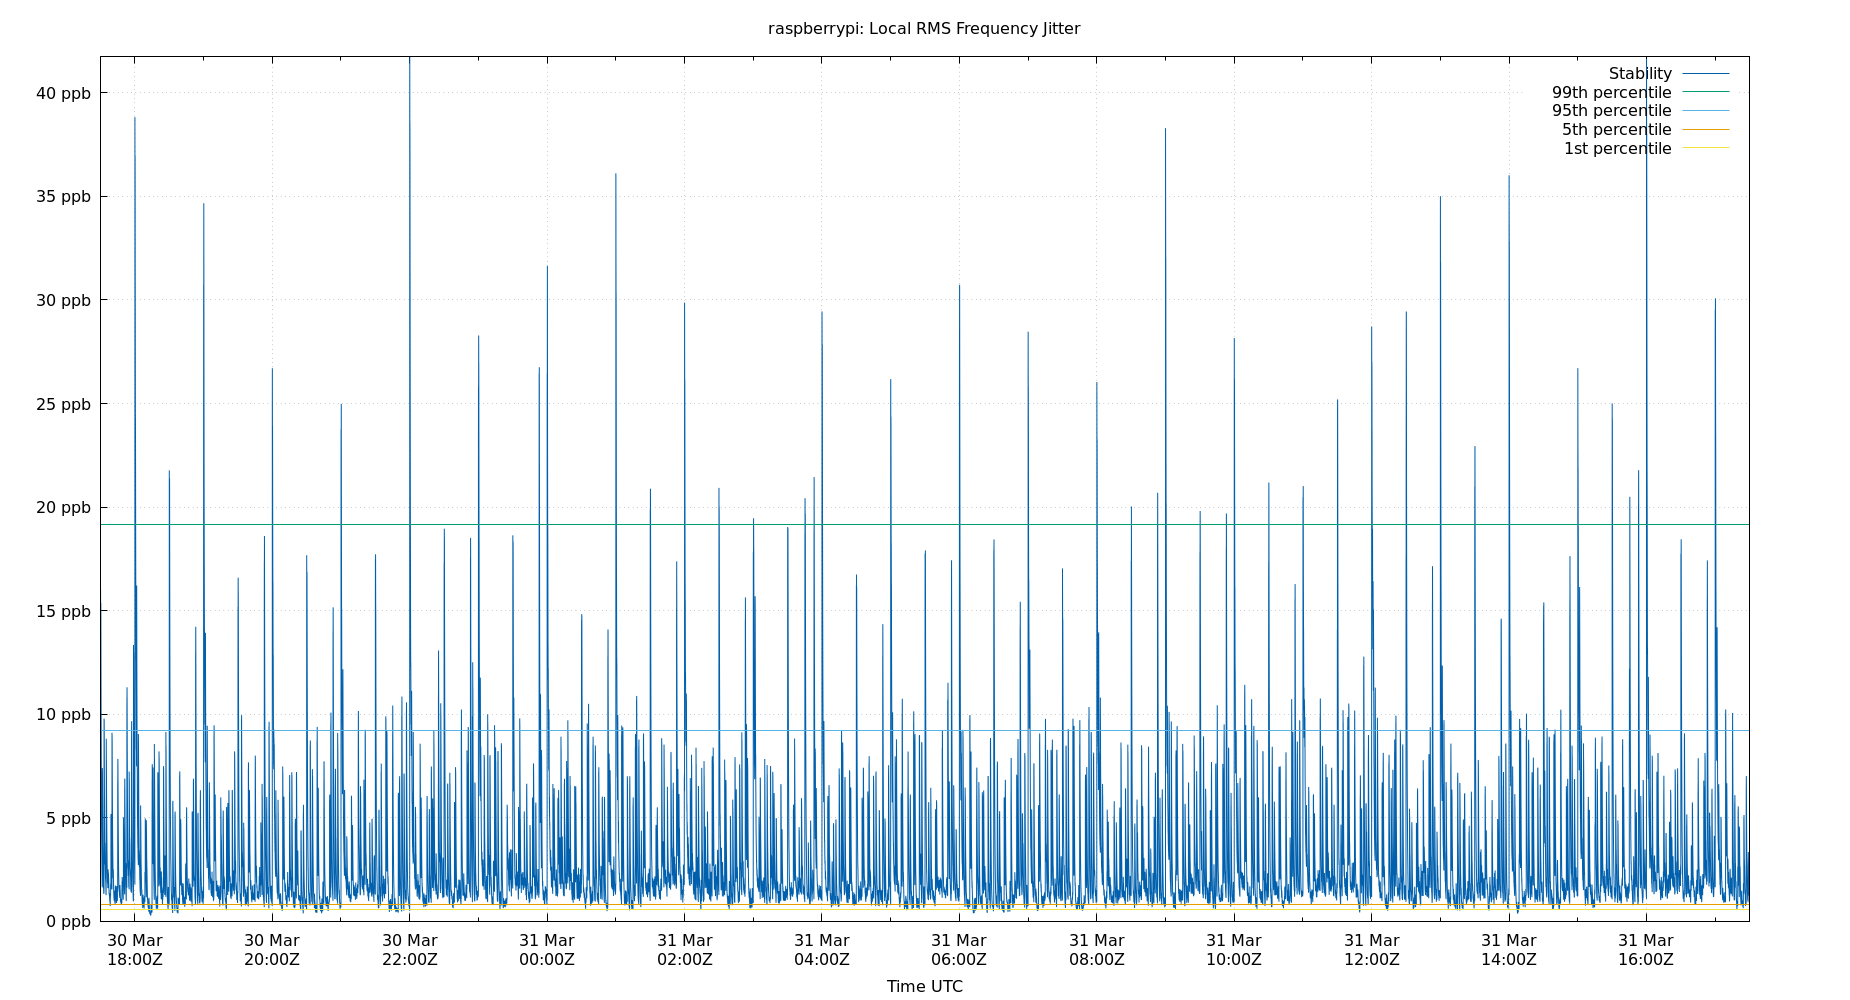 raspberrypi: Local RMS Frequency Jitter
Stability
99th percentile
95th percentile
5th percentile
1st percentile
40 ppb
35 ppb
30 ppb
25 ppb
20 ppb
15 ppb
10 ppb
5 ppb
0 ppb
30 Mar 30 Mar 30 Mar 31 Mar 31 Mar 31 Mar 31 Mar 31 Mar 31 Mar 31 Mar 31 Mar 31 Mar
18:00Z 20:00Z 22:00Z 00:00Z 02:00Z 04:00Z 06:00Z 08:00Z 10:00Z 12:00Z 14:00Z 16:00Z
Time UTC